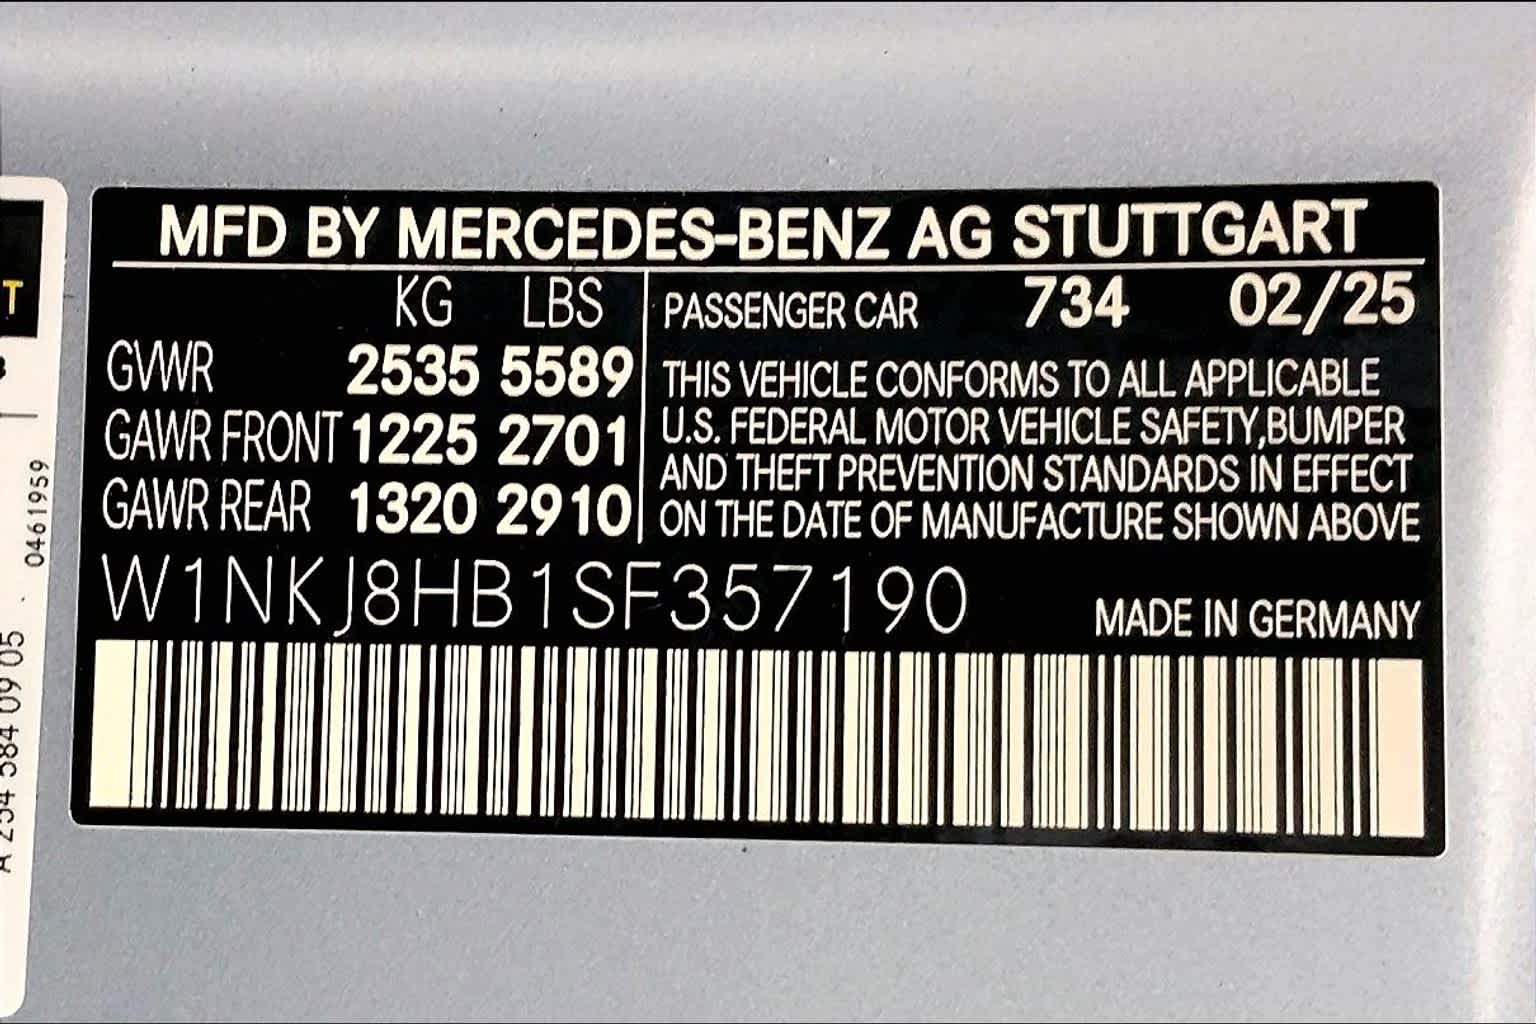 MFD BY MERCEDES-BENZ AG STUTTGART
KG LBS
GVWR 2535 5589
GAWR FRONT 1225 2701
GAWR REAR 1320 2910
PASSENGER CAR 734 02/25
THIS VEHICLE CONFORMS TO ALL APPLICABLE
U.S. FEDERAL MOTOR VEHICLE SAFETY,BUMPER
AND THEFT PREVENTION STANDARDS IN EFFECT
ON THE DATE OF MANUFACTURE SHOWN ABOVE
W1NKJ8HB1SF357190
MADE IN GERMANY
T
0461959
A 254 584 09 05